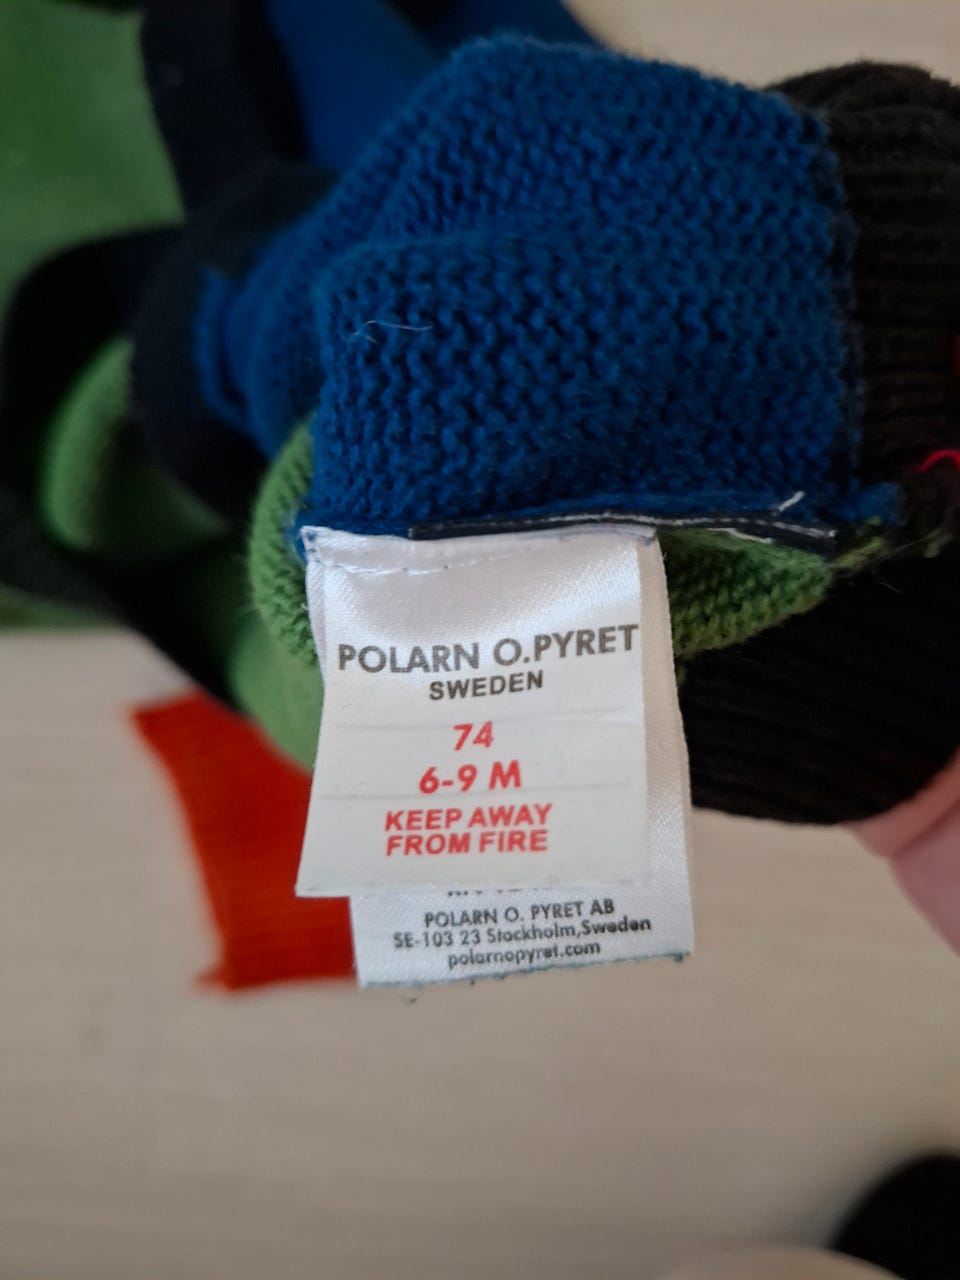 POLARN O.PYRET
SWEDEN
74
6-9 M
KEEP AWAY
FROM FIRE
POLARN O. PYRET AB
SE-103 23 Stockholm,Sweden
polarnopyret.com